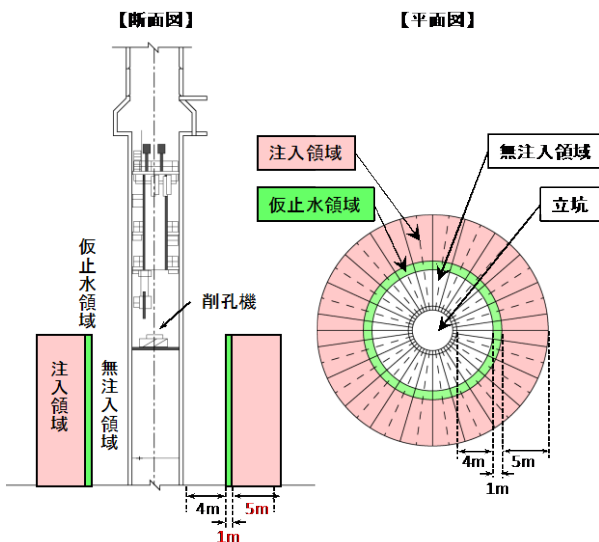 【断面図】
【平面図】
注入領域
無注入領域
仮止水領域
立坑
仮止水領域
削孔機
注入領域
無注入領域
4m
5m
1m
4m
5m
1m